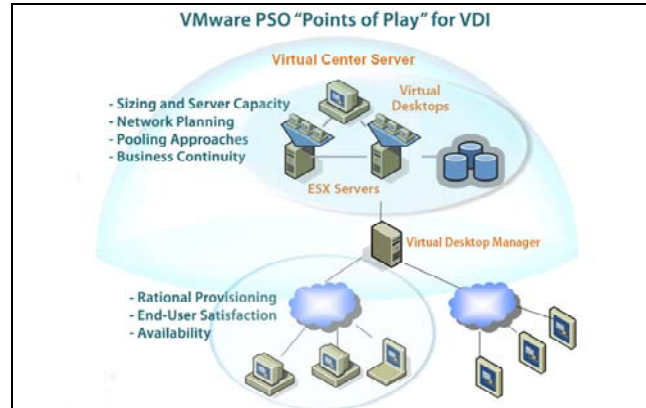 VMware PSO “Points of Play” for VDI
Virtual Center Server
Virtual
Desktops
- Sizing and Server Capacity
- Network Planning
- Pooling Approaches
- Business Continuity
ESX Servers
Virtual Desktop Manager
- Rational Provisioning
- End-User Satisfaction
- Availability